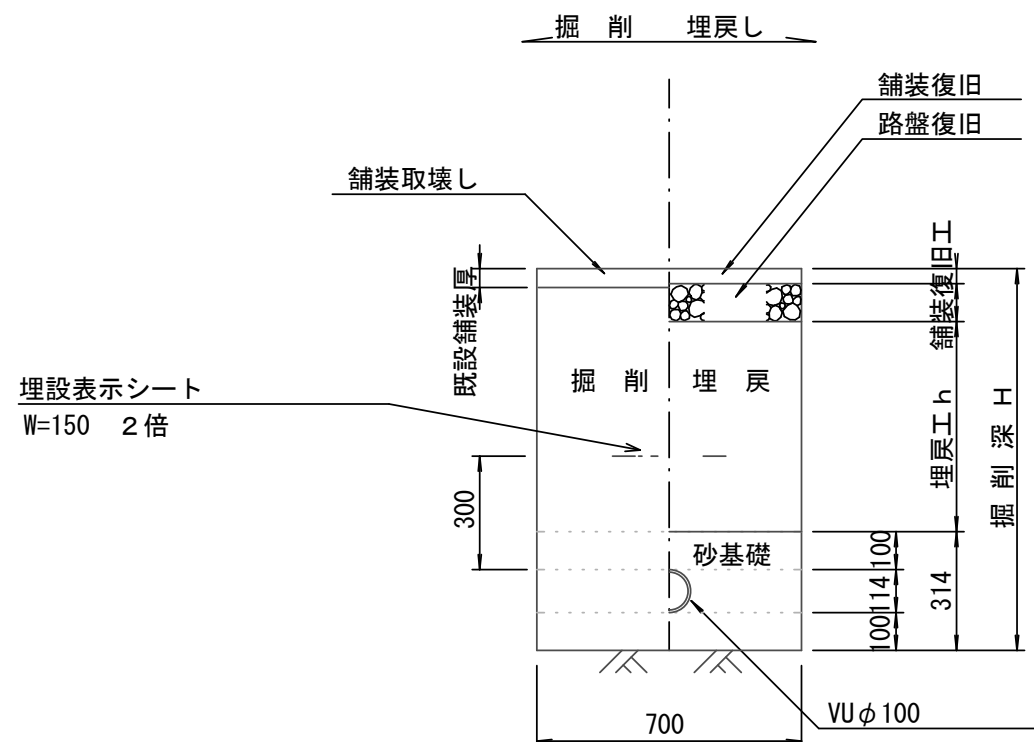 掘 削 埋戻し
舗装復旧
路盤復旧
舗装取壊し
既設舗装厚
舗装復旧工
埋設表示シート
W=150 2倍
掘 削 埋 戻
埋戻工h
掘 削 深 H
300
砂基礎
100
114
100
314
700
VUφ100